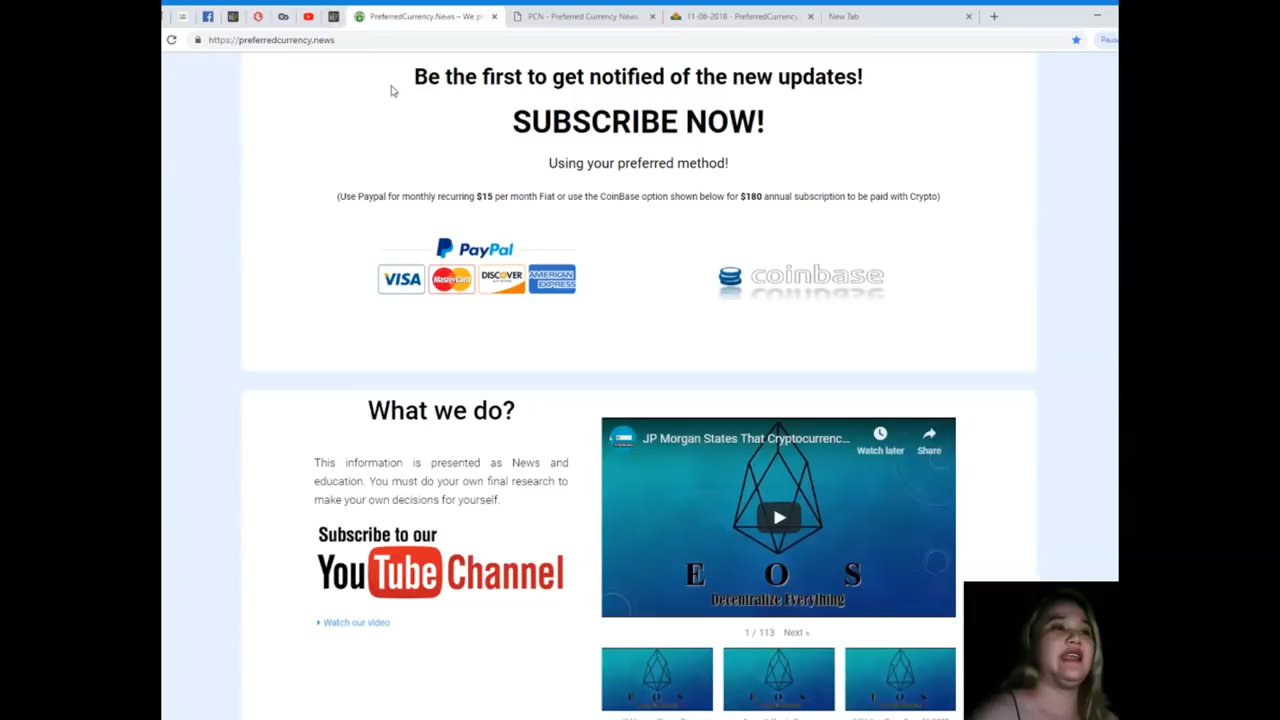 PreferredCurrency.News – We p
PCN - Preferred Currency News
11-06-2018 - PreferredCurrency
New Tab
https://preferredcurrency.news
Be the first to get notified of the new updates!
SUBSCRIBE NOW!
Using your preferred method!
(Use Paypal for monthly recurring $15 per month Fiat or use the CoinBase option shown below for $180 annual subscription to be paid with Crypto)
PayPal
VISA MasterCard DISCOVER AMERICAN EXPRESS
coinbase
What we do?
This information is presented as News and
education. You must do your own final research to
make your own decisions for yourself.
Subscribe to our
YouTube Channel
Watch our video
JP Morgan States That Cryptocurrenc...
Watch later
Share
E O S
Decentralize Everything
1 / 113 Next »
E O S
E O S
E O S